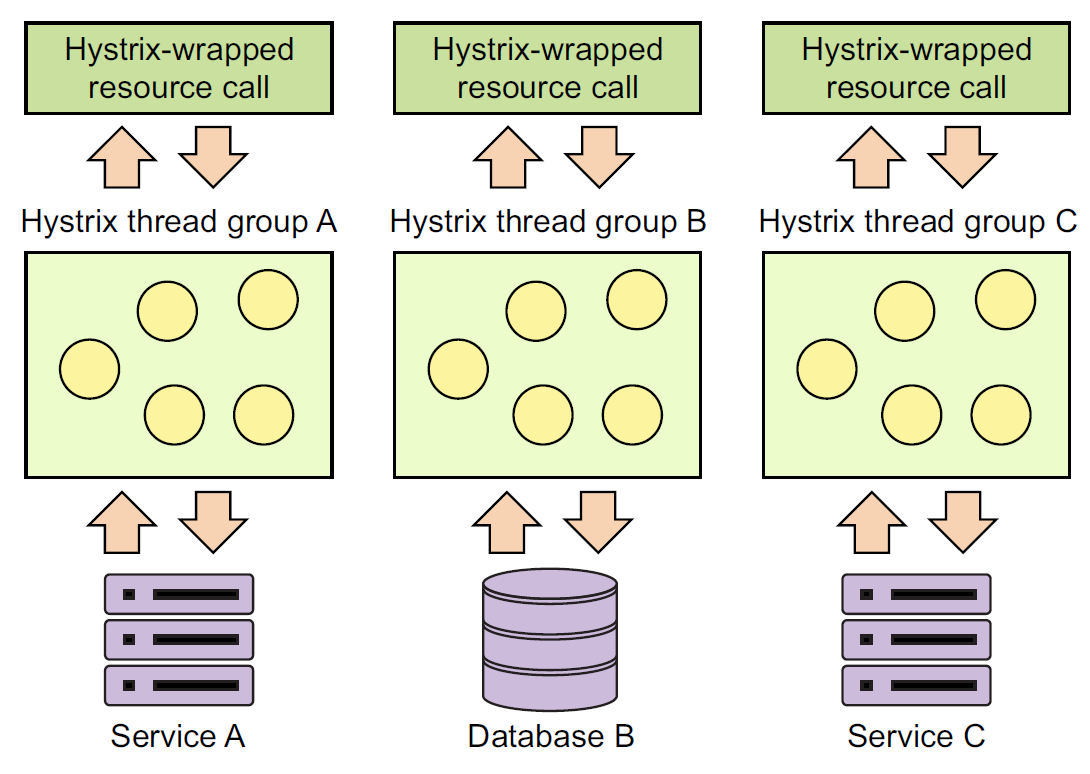 Hystrix-wrapped
resource call
Hystrix-wrapped
resource call
Hystrix-wrapped
resource call
Hystrix thread group A
Hystrix thread group B
Hystrix thread group C
Service A
Database B
Service C